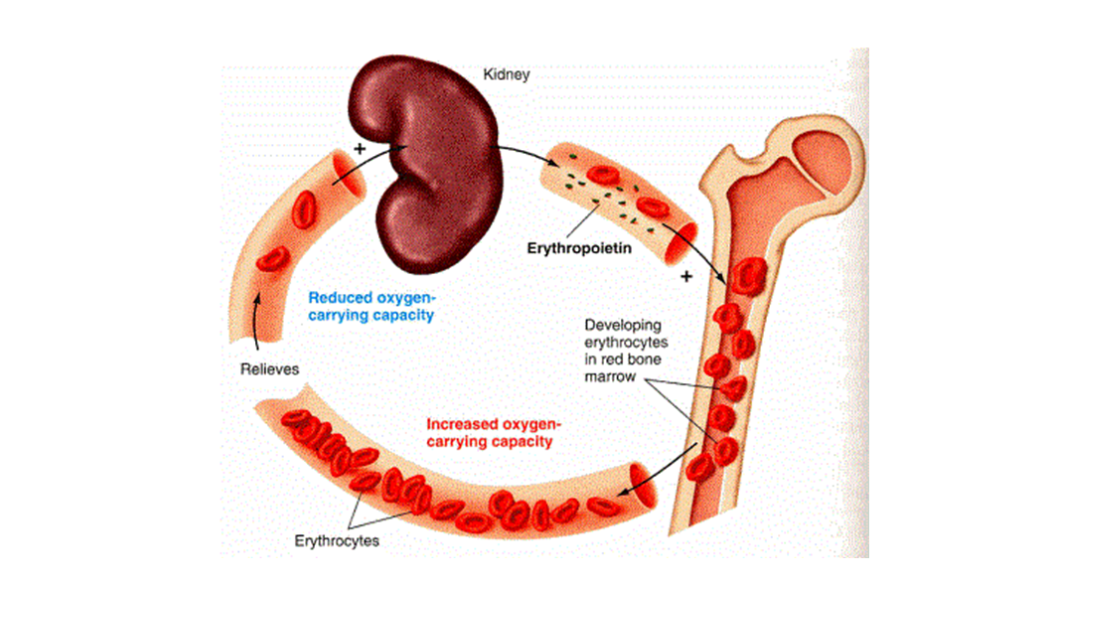 Kidney
+
Erythropoietin
+
Reduced oxygen-
carrying capacity
Developing
erythrocytes
in red bone
marrow
Relieves
Increased oxygen-
carrying capacity
Erythrocytes